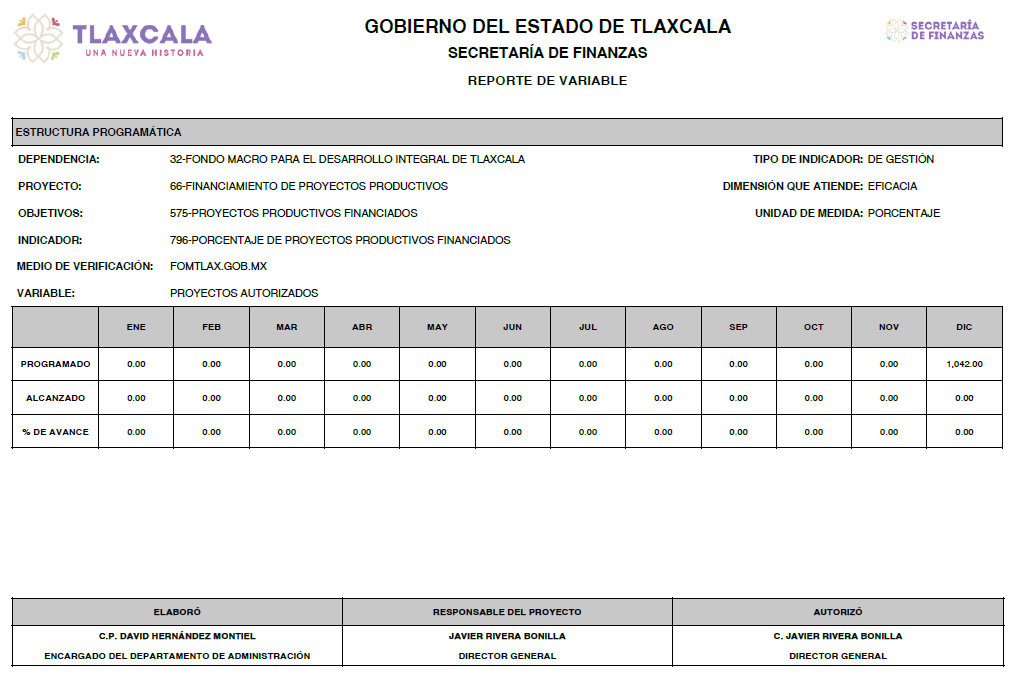 TLAXCALA
UNA NUEVA HISTORIA
GOBIERNO DEL ESTADO DE TLAXCALA
SECRETARÍA DE FINANZAS
REPORTE DE VARIABLE
SECRETARÍA
DE FINANZAS
ESTRUCTURA PROGRAMÁTICA
DEPENDENCIA: 32-FONDO MACRO PARA EL DESARROLLO INTEGRAL DE TLAXCALA TIPO DE INDICADOR: DE GESTIÓN
PROYECTO: 66-FINANCIAMIENTO DE PROYECTOS PRODUCTIVOS DIMENSIÓN QUE ATIENDE: EFICACIA
OBJETIVOS: 575-PROYECTOS PRODUCTIVOS FINANCIADOS UNIDAD DE MEDIDA: PORCENTAJE
INDICADOR: 796-PORCENTAJE DE PROYECTOS PRODUCTIVOS FINANCIADOS
MEDIO DE VERIFICACIÓN: FOMTLAX.GOB.MX
VARIABLE: PROYECTOS AUTORIZADOS
ENE FEB MAR ABR MAY JUN JUL AGO SEP OCT NOV DIC
PROGRAMADO 0.00 0.00 0.00 0.00 0.00 0.00 0.00 0.00 0.00 0.00 0.00 1,042.00
ALCANZADO 0.00 0.00 0.00 0.00 0.00 0.00 0.00 0.00 0.00 0.00 0.00 0.00
% DE AVANCE 0.00 0.00 0.00 0.00 0.00 0.00 0.00 0.00 0.00 0.00 0.00 0.00
ELABORÓ RESPONSABLE DEL PROYECTO AUTORIZÓ
C.P. DAVID HERNÁNDEZ MONTIEL JAVIER RIVERA BONILLA C. JAVIER RIVERA BONILLA
ENCARGADO DEL DEPARTAMENTO DE ADMINISTRACIÓN DIRECTOR GENERAL DIRECTOR GENERAL